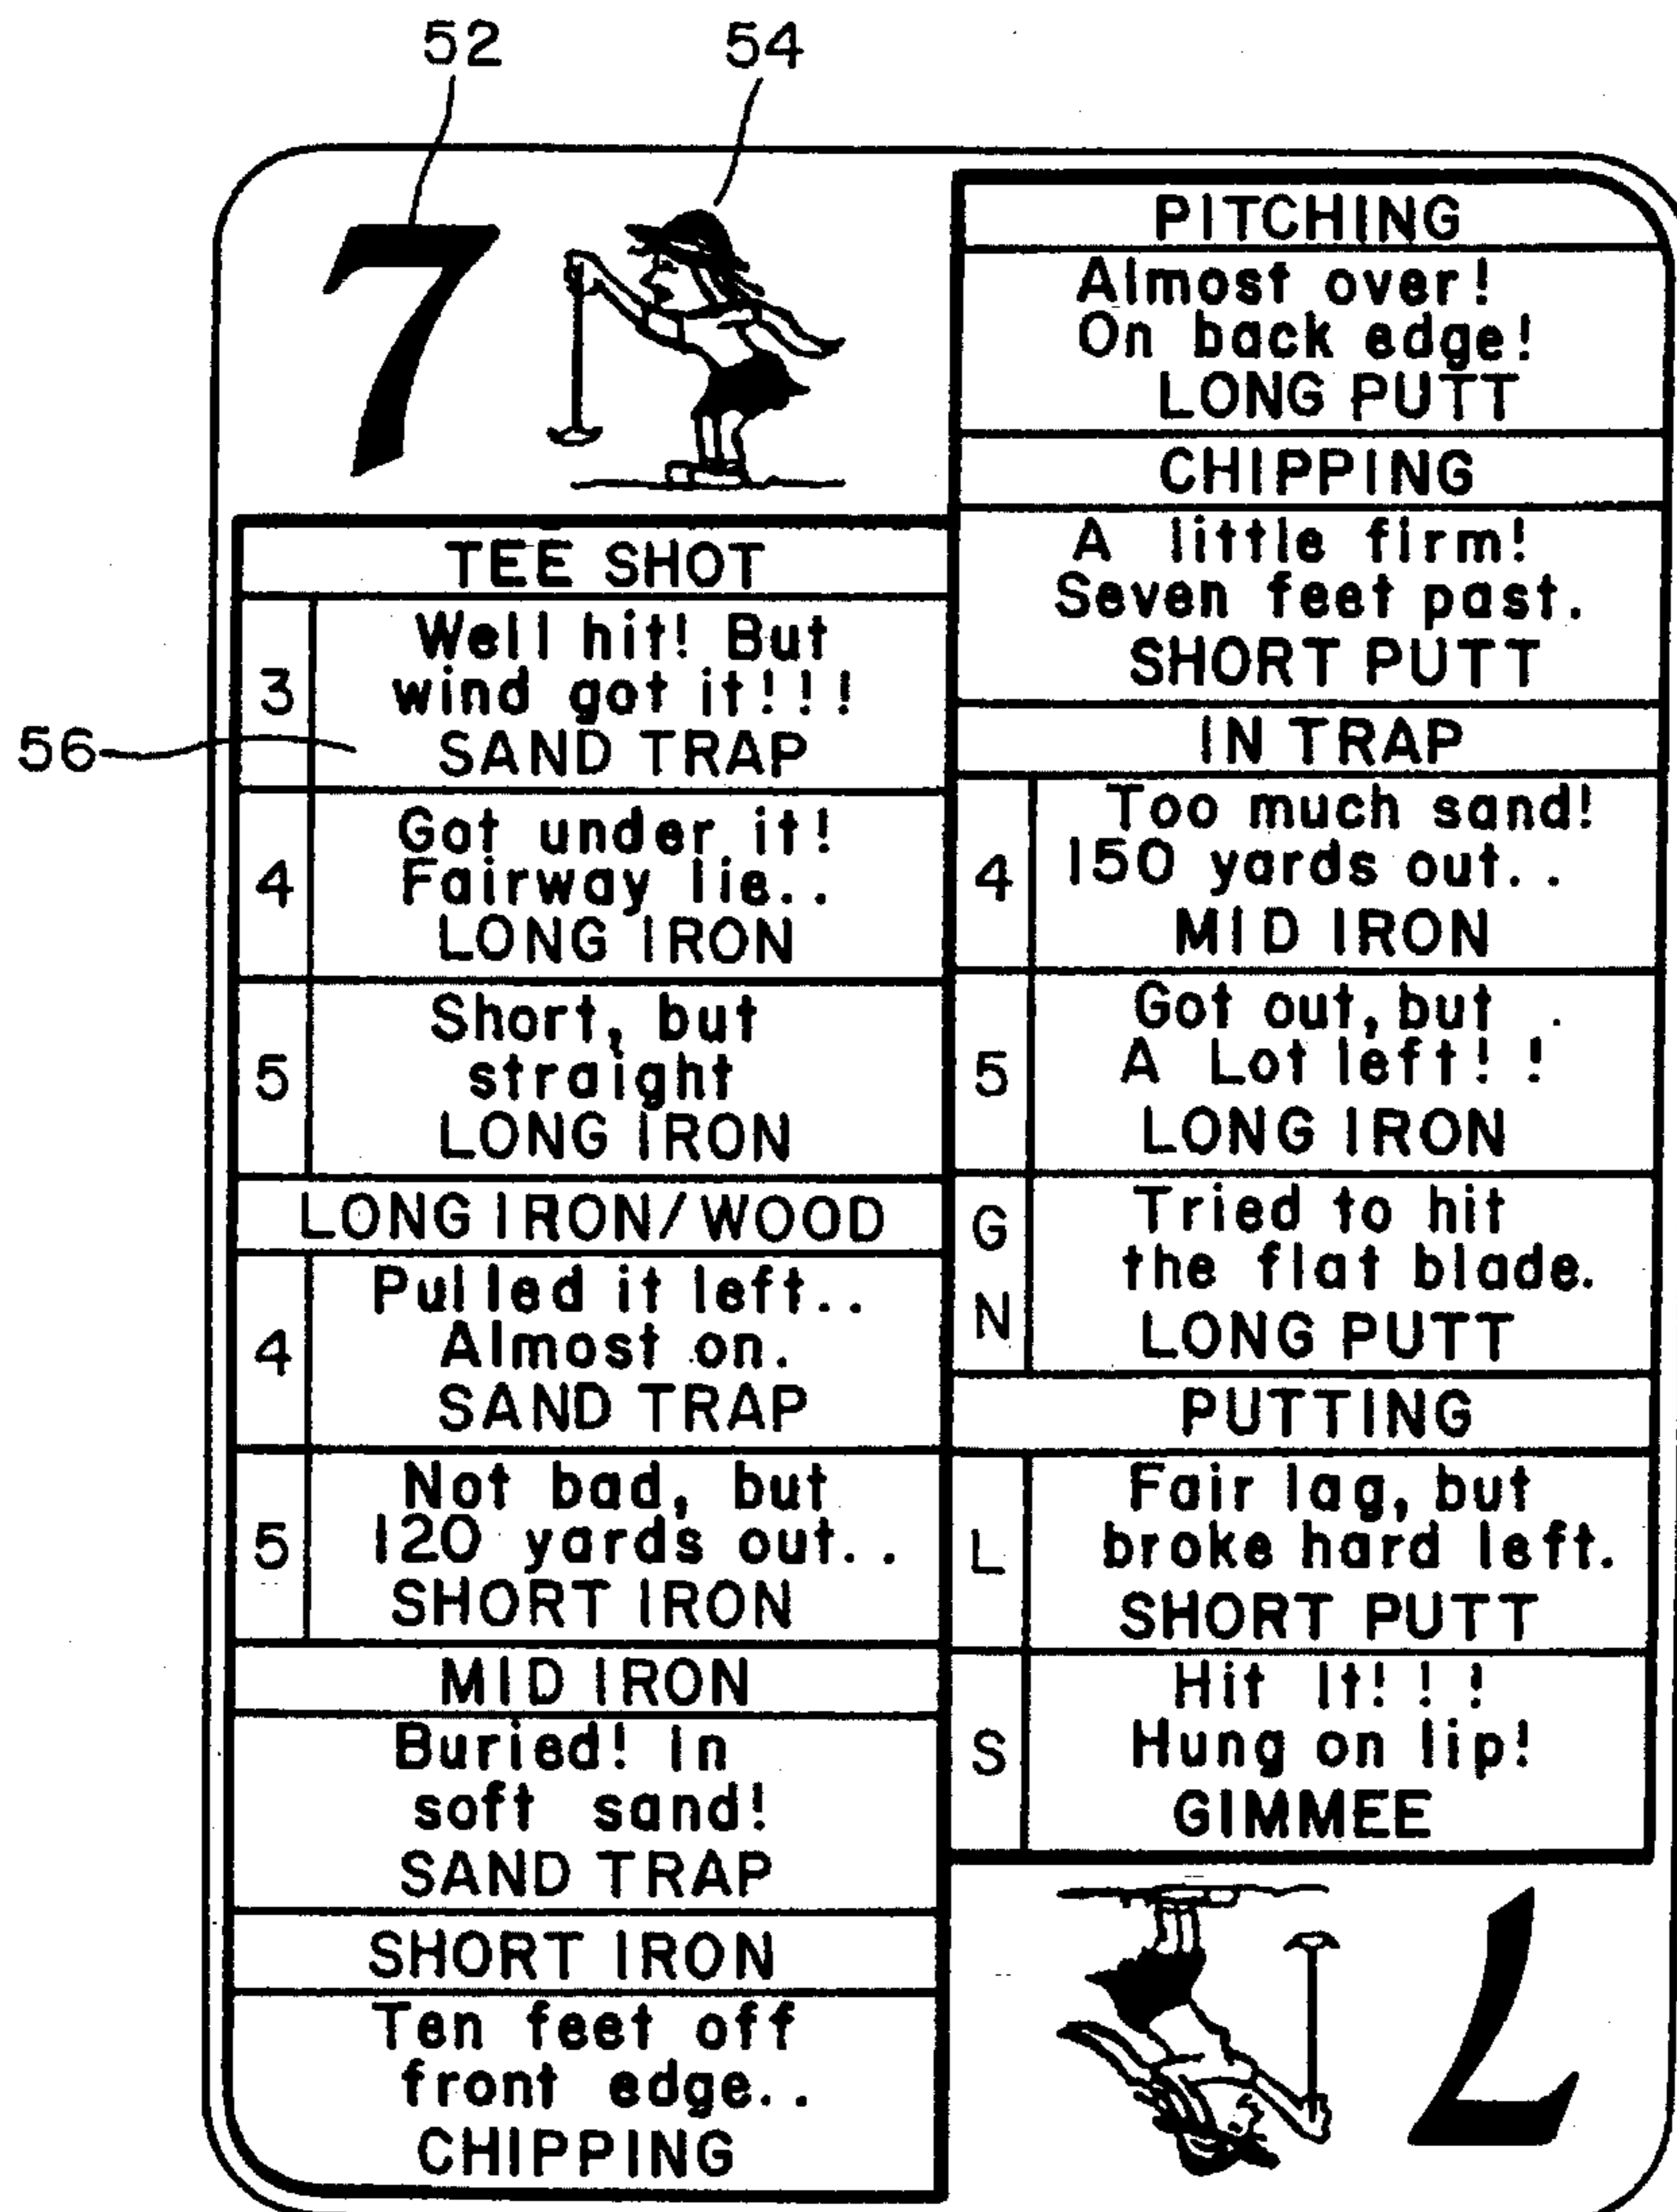 52
54
7
TEE SHOT
3
Well hit! But
wind got it!!!
SAND TRAP
56
4
Got under it!
Fairway lie..
LONG IRON
5
Short, but
straight
LONG IRON
LONG IRON/WOOD
4
Pulled it left..
Almost on.
SAND TRAP
5
Not bad, but
120 yards out..
SHORT IRON
MID IRON
Buried! In
soft sand!
SAND TRAP
SHORT IRON
Ten feet off
front edge..
CHIPPING
PITCHING
Almost over!
On back edge!
LONG PUTT
CHIPPING
A little firm!
Seven feet past.
SHORT PUTT
IN TRAP
4
Too much sand!
150 yards out..
MID IRON
5
Got out, but
A Lot left!!
LONG IRON
G
N
Tried to hit
the flat blade.
LONG PUTT
PUTTING
L
Fair lag, but
broke hard left.
SHORT PUTT
S
Hit It!!!
Hung on lip!
GIMMEE
7